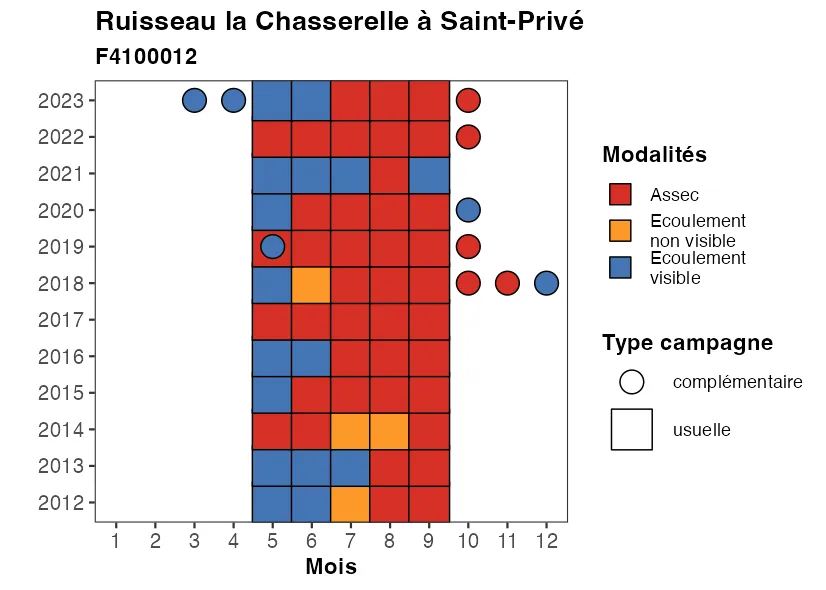 Ruisseau la Chasserelle à Saint-Privé
F4100012
2023
2022
2021
2020
2019
2018
2017
2016
2015
2014
2013
2012
1 2 3 4 5 6 7 8 9 10 11 12
Mois
Modalités
Assec
Ecoulement
non visible
Ecoulement
visible
Type campagne
complémentaire
usuelle